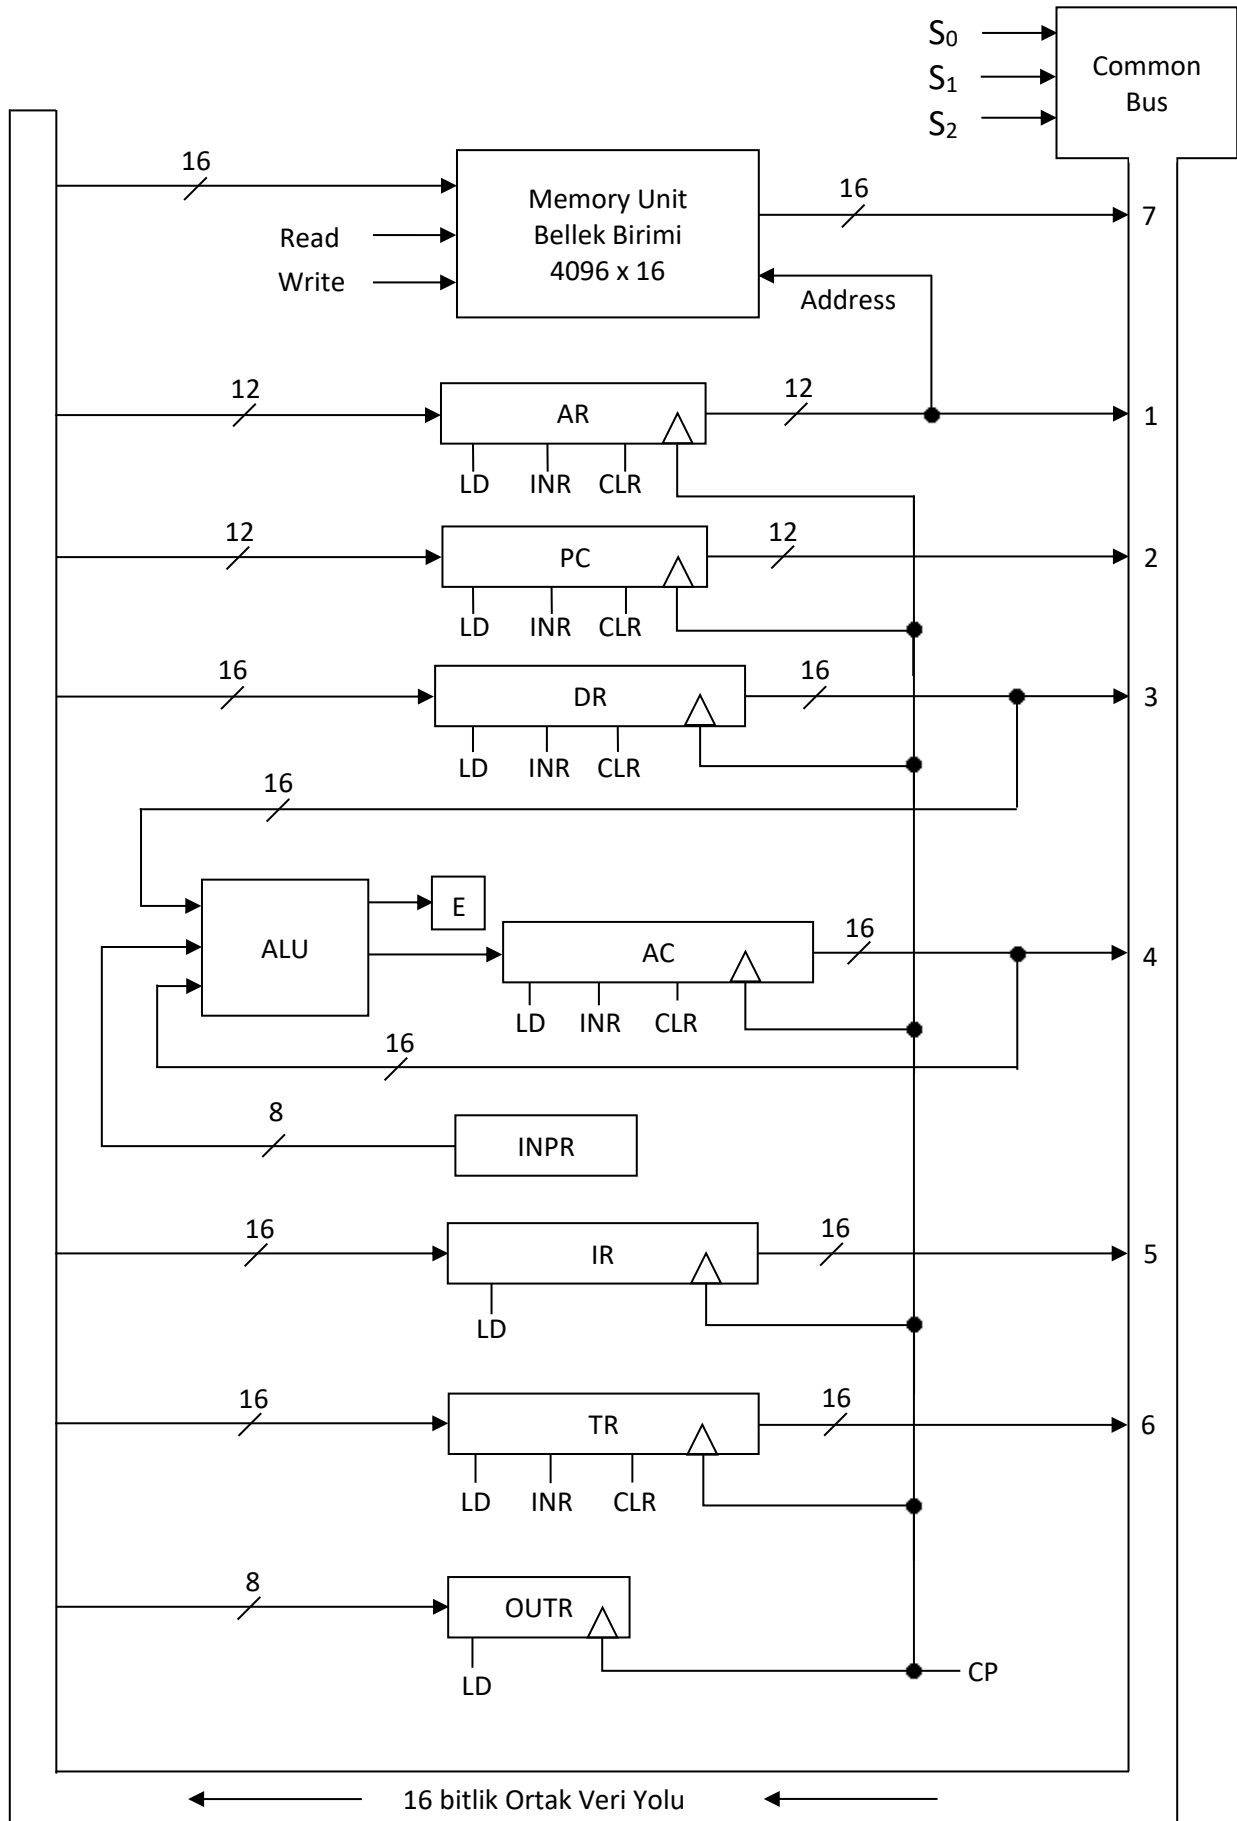 S0
S1
S2
Common
Bus
16
Memory Unit
Bellek Birimi
4096 x 16
Read
Write
16
7
Address
12
AR
12
1
LD INR CLR
12
PC
12
2
LD INR CLR
16
DR
16
3
LD INR CLR
16
ALU
E
AC
16
4
LD INR CLR
16
8
INPR
16
IR
16
5
LD
16
TR
16
6
LD INR CLR
8
OUTR
LD
CP
16 bitlik Ortak Veri Yolu